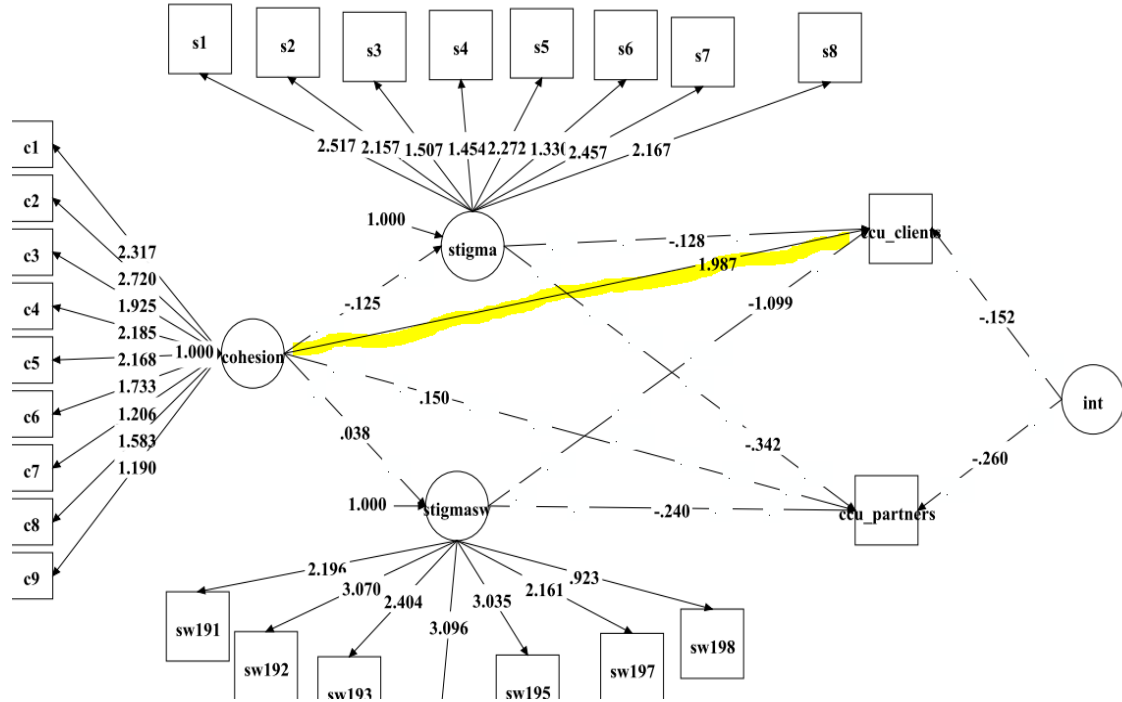 s1
s2
s3
s4
s5
s6
s7
s8
2.517
2.157
1.507
1.454
2.272
1.330
2.457
2.167
c1
c2
c3
c4
c5
c6
c7
c8
c9
2.317
2.720
1.925
2.185
2.168
1.733
1.206
1.583
1.190
1.000
cohesion
1.000
stigma
-.128
1.987
-.125
-1.099
ccu_clients
-.152
int
.150
.038
-.342
-.260
1.000
stigmasw
-.240
ccu_partners
2.196
3.070
2.404
3.096
3.035
2.161
.923
sw191
sw192
sw193
sw195
sw197
sw198